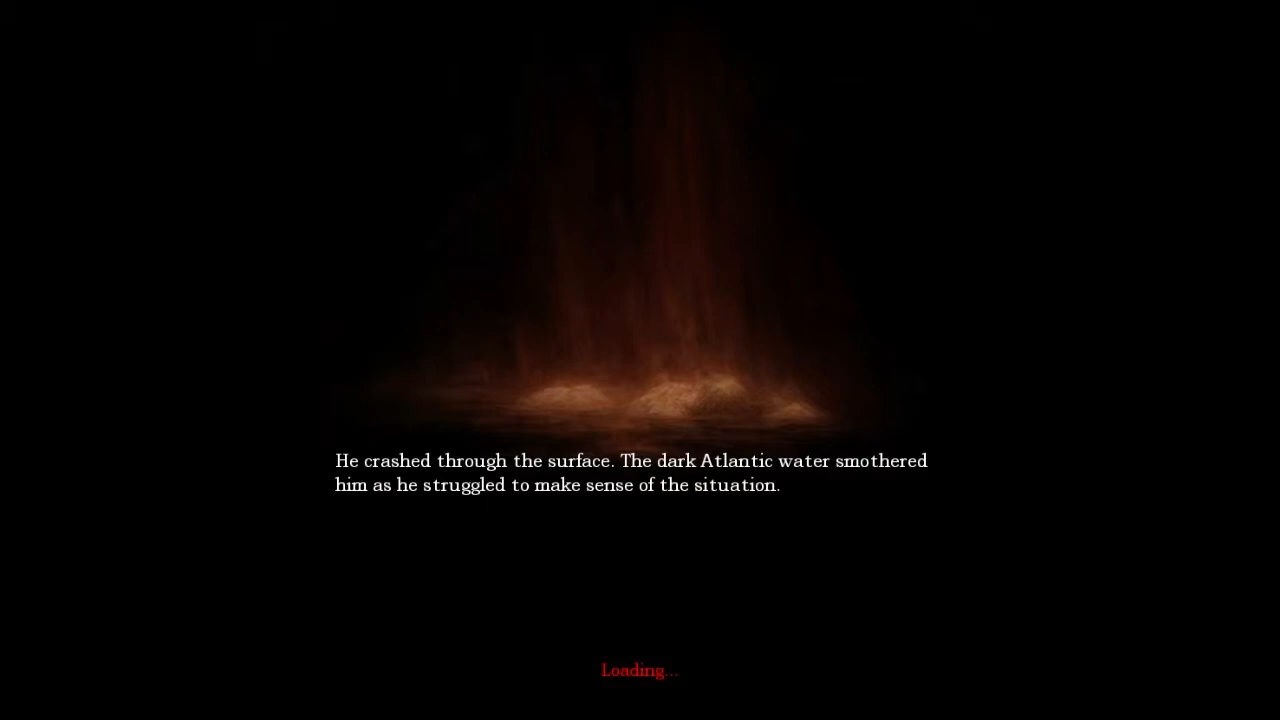 He crashed through the surface. The dark Atlantic water smothered
him as he struggled to make sense of the situation.
Loading...